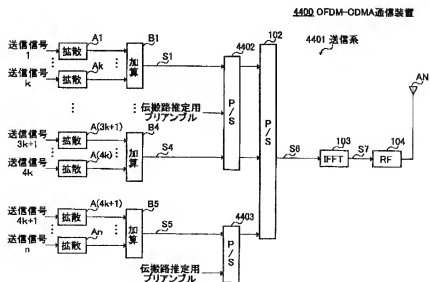 4400 OFDM-CDMA通信装置
4401 送信系
送信信号
1
拡散
A1
B1
加算
S1
送信信号
k
拡散
Ak
伝搬路推定用
プリアンブル
4402
P/S
102
P/S
送信信号
3k+1
拡散
A(3k+1)
B4
加算
S4
送信信号
4k
拡散
A(4k)
S6
103
IFFT
S7
104
RF
AN
送信信号
4k+1
拡散
A(4k+1)
B5
加算
S5
4403
P/S
送信信号
n
拡散
An
伝搬路推定用
プリアンブル